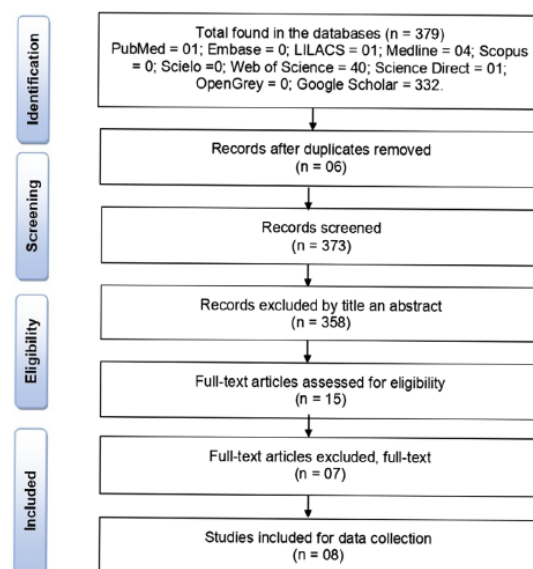 Identification
Total found in the databases (n = 379)
PubMed = 01; Embase = 0; LILACS = 01; Medline = 04; Scopus
= 0; Scielo =0; Web of Science = 40; Science Direct = 01;
OpenGrey = 0; Google Scholar = 332.
Records after duplicates removed
(n = 06)
Screening
Records screened
(n = 373)
Records excluded by title an abstract
(n = 358)
Eligibility
Full-text articles assessed for eligibility
(n = 15)
Full-text articles excluded, full-text
(n = 07)
Included
Studies included for data collection
(n = 08)